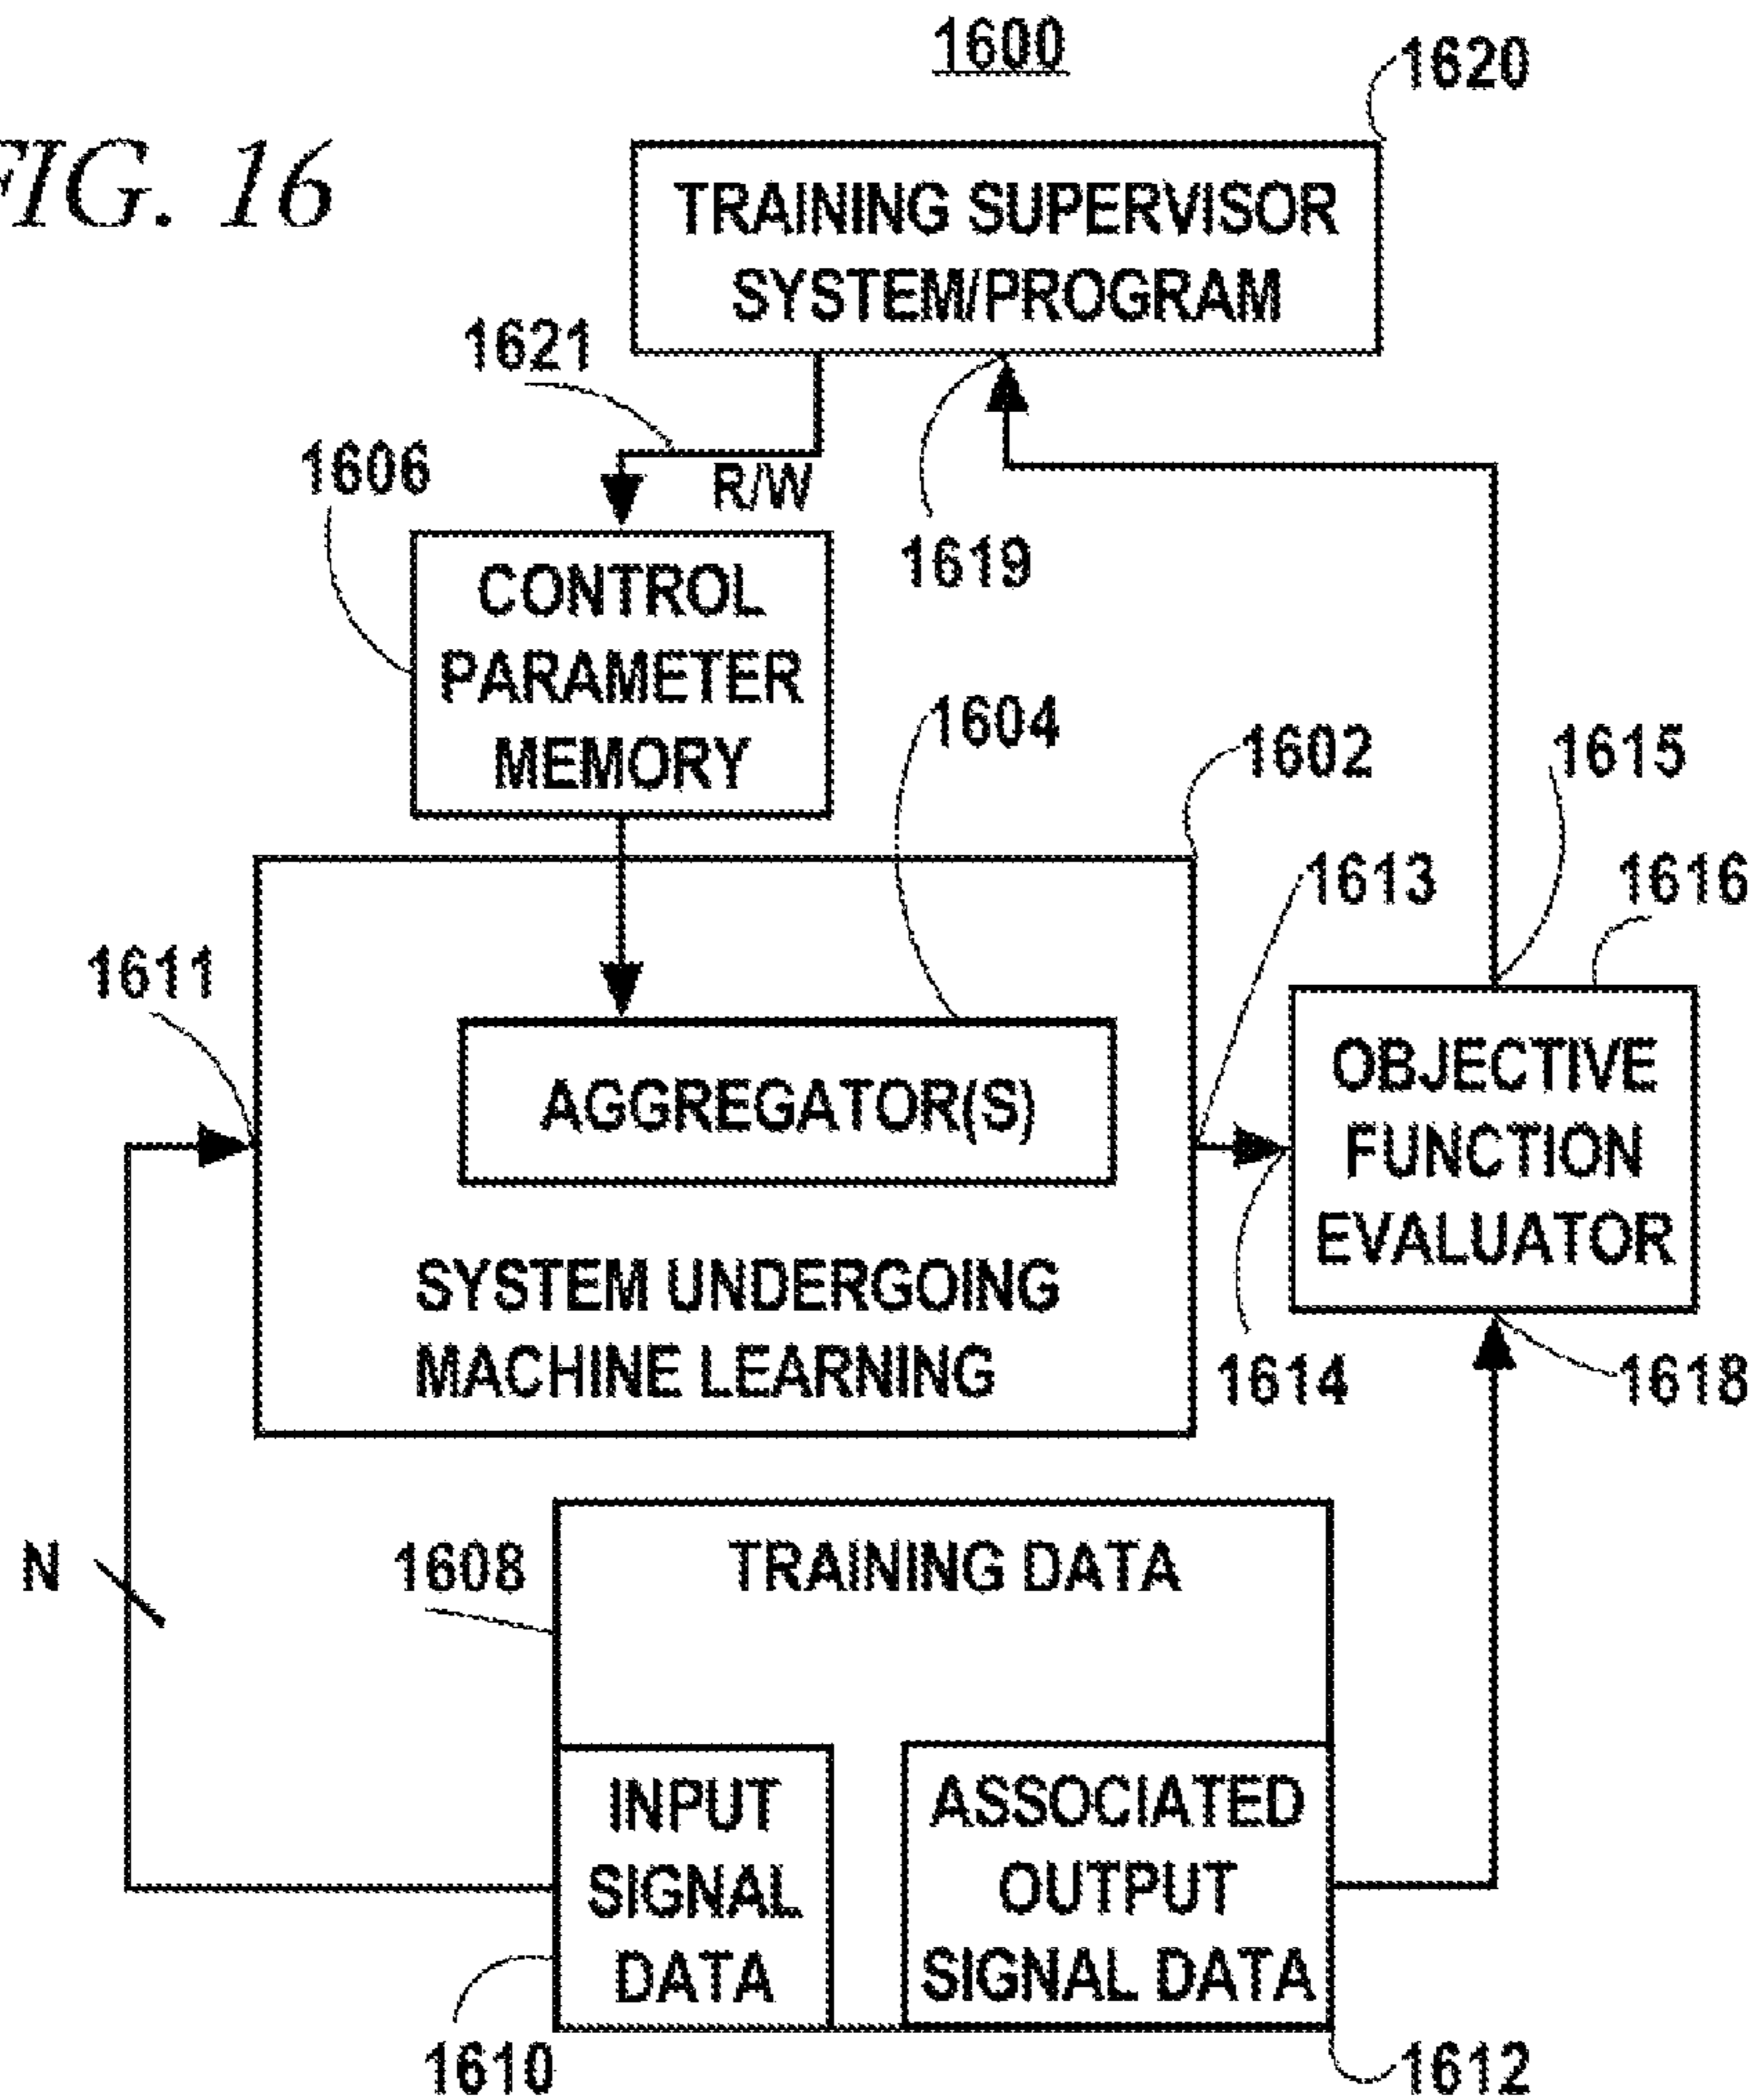 1600
1620
FIG. 16
TRAINING SUPERVISOR
SYSTEM/PROGRAM
1621
1606
R/W
1619
CONTROL
PARAMETER
MEMORY
1604
1602
1615
1613
1616
1611
AGGREGATOR(S)
OBJECTIVE
FUNCTION
EVALUATOR
SYSTEM UNDERGOING
MACHINE LEARNING
1614
1618
N
1608
TRAINING DATA
INPUT
SIGNAL
DATA
ASSOCIATED
OUTPUT
SIGNAL DATA
1610
1612